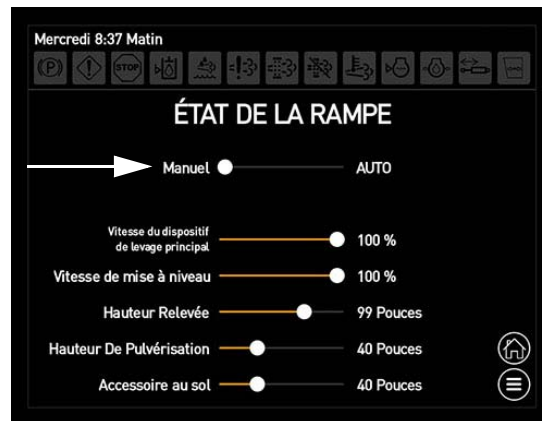 Mercredi 8:37 Matin
(P) STOP
ÉTAT DE LA RAMPE
Manuel AUTO
Vitesse du dispositif
de levage principal 100 %
Vitesse de mise à niveau 100 %
Hauteur Relevée 99 Pouces
Hauteur De Pulvérisation 40 Pouces
Accessoire au sol 40 Pouces